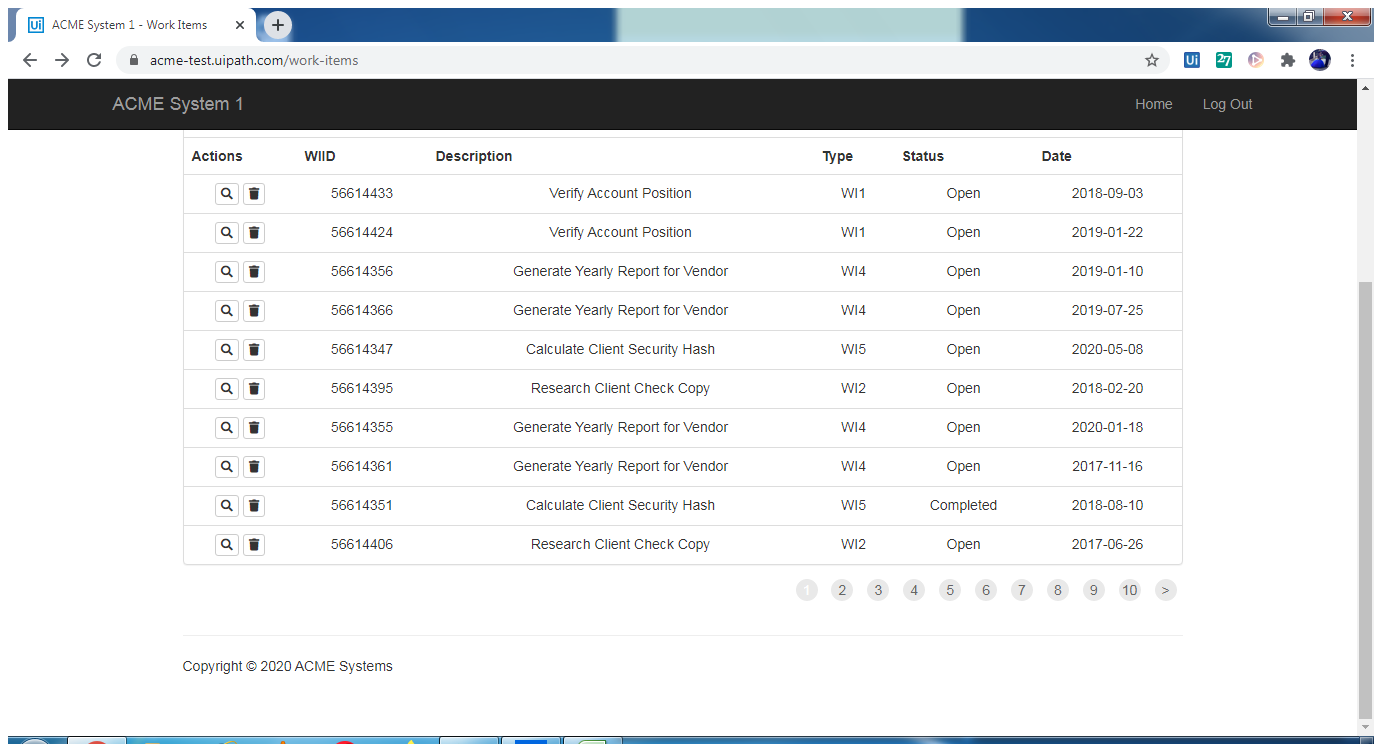 ACME System 1 - Work Items
acme-test.uipath.com/work-items
Ui 27
ACME System 1 Home Log Out
Actions WIID Description Type Status Date
56614433 Verify Account Position WI1 Open 2018-09-03
56614424 Verify Account Position WI1 Open 2019-01-22
56614356 Generate Yearly Report for Vendor WI4 Open 2019-01-10
56614366 Generate Yearly Report for Vendor WI4 Open 2019-07-25
56614347 Calculate Client Security Hash WI5 Open 2020-05-08
56614395 Research Client Check Copy WI2 Open 2018-02-20
56614355 Generate Yearly Report for Vendor WI4 Open 2020-01-18
56614361 Generate Yearly Report for Vendor WI4 Open 2017-11-16
56614351 Calculate Client Security Hash WI5 Completed 2018-08-10
56614406 Research Client Check Copy WI2 Open 2017-06-26
1 2 3 4 5 6 7 8 9 10 >
Copyright © 2020 ACME Systems